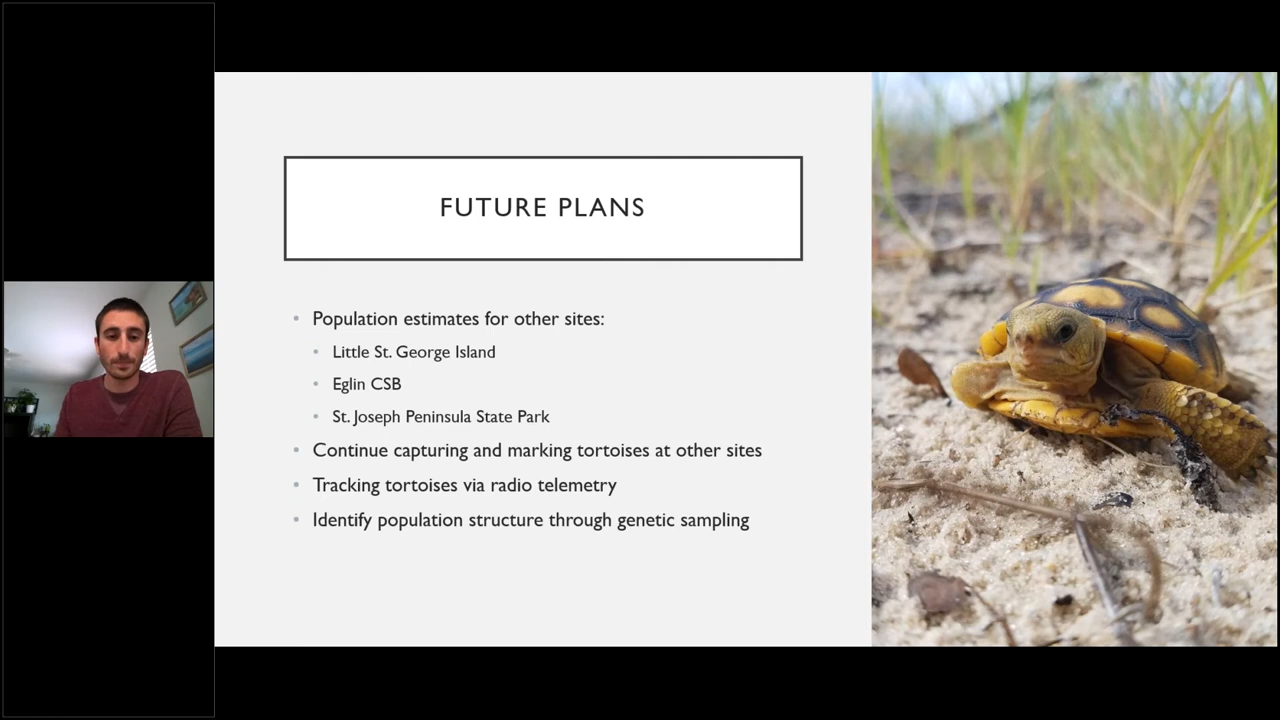 FUTURE PLANS
Population estimates for other sites:
Little St. George Island
Eglin CSB
St. Joseph Peninsula State Park
Continue capturing and marking tortoises at other sites
Tracking tortoises via radio telemetry
Identify population structure through genetic sampling